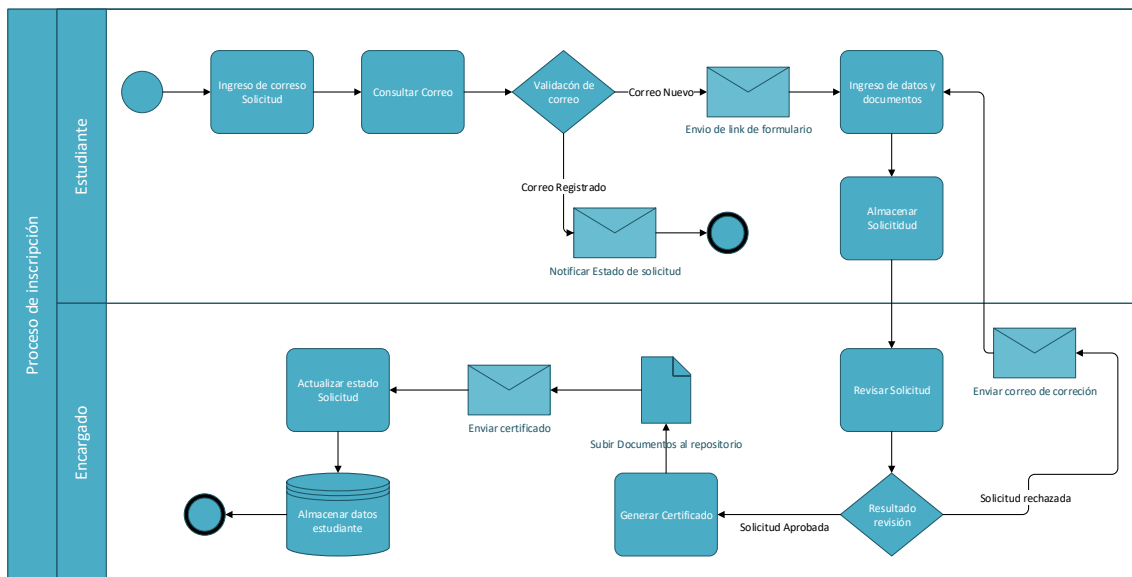 Proceso de inscripción
Estudiante
Ingreso de correso
Solicitud
Consultar Correo
Validacón de
correo
Correo Nuevo
Envio de link de formulario
Ingreso de datos y
documentos
Correo Registrado
Notificar Estado de solicitud
Almacenar
Solicitidud
Encargado
Actualizar estado
Solicitud
Enviar certificado
Subir Documentos al repositorio
Revisar Solicitud
Enviar correo de correción
Almacenar datos
estudiante
Generar Certificado
Solicitud Aprobada
Resultado
revisión
Solicitud rechazada